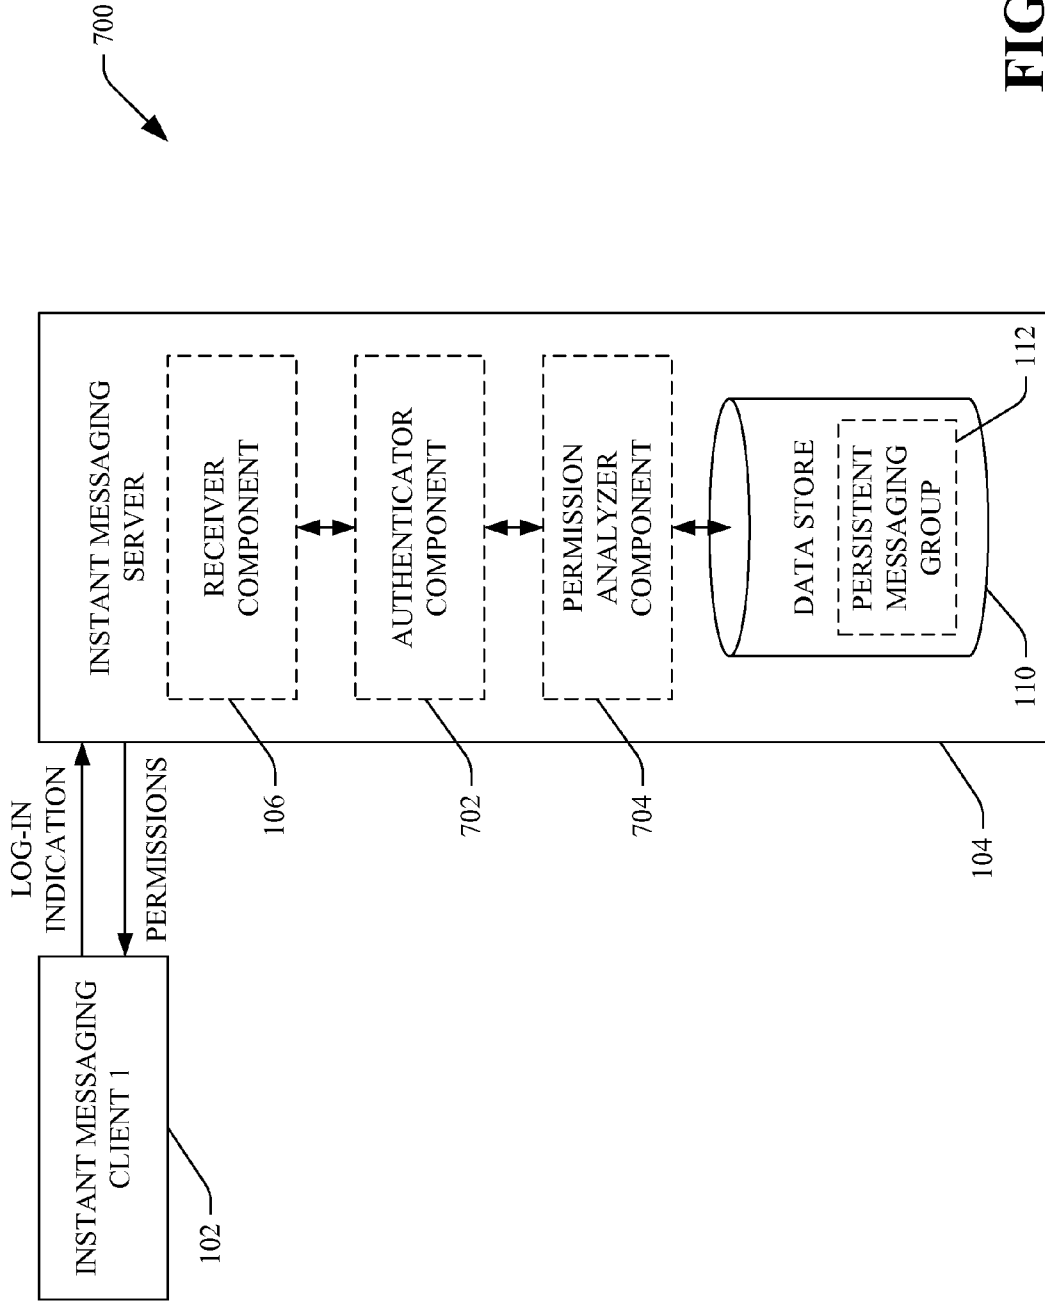 700
INSTANT MESSAGING
CLIENT 1
102
LOG-IN
INDICATION
PERMISSIONS
INSTANT MESSAGING
SERVER
RECEIVER
COMPONENT
106
AUTHENTICATOR
COMPONENT
702
PERMISSION
ANALYZER
COMPONENT
704
DATA STORE
PERSISTENT
MESSAGING
GROUP
112
110
104
FIG